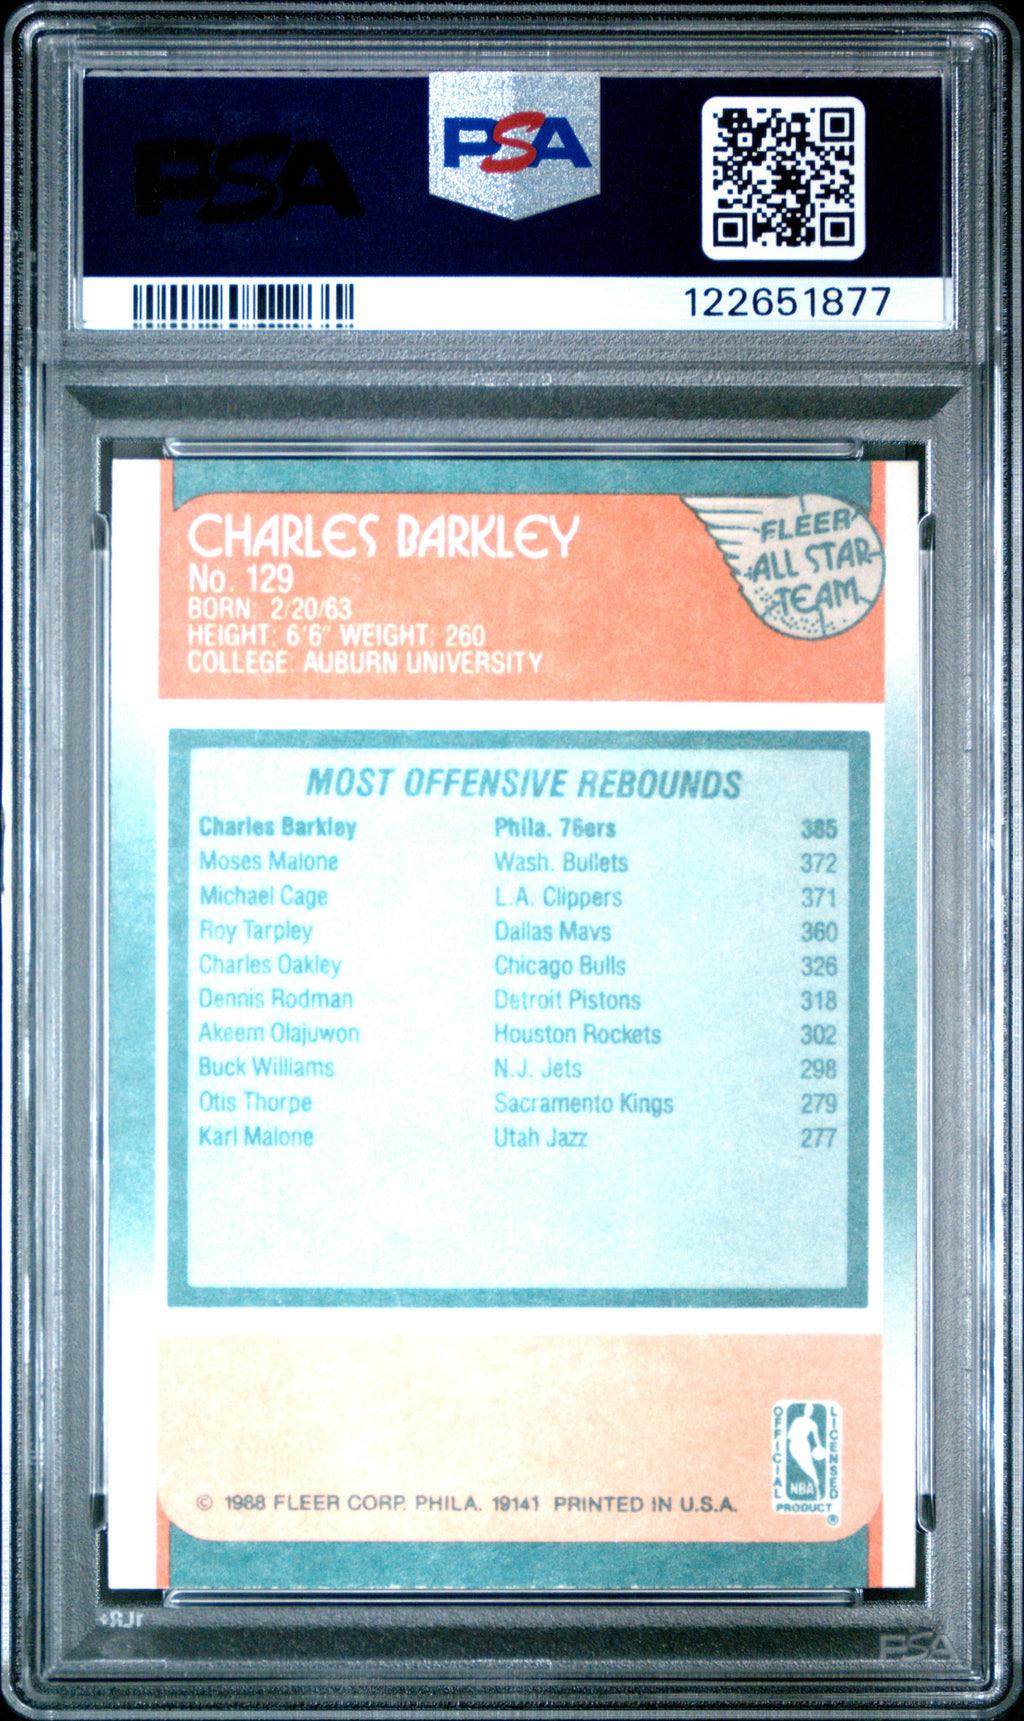 PSA
PSA
122651877
CHARLES BARKLEY
No. 129
BORN: 2/20/63
HEIGHT: 6'6" WEIGHT: 260
COLLEGE: AUBURN UNIVERSITY
FLEER
ALL STAR
TEAM
MOST OFFENSIVE REBOUNDS
Charles Barkley Phila. 76ers 385
Moses Malone Wash. Bullets 372
Michael Cage L.A. Clippers 371
Roy Tarpley Dallas Mavs 360
Charles Oakley Chicago Bulls 326
Dennis Rodman Detroit Pistons 318
Akeem Olajuwon Houston Rockets 302
Buck Williams N.J. Jets 298
Otis Thorpe Sacramento Kings 279
Karl Malone Utah Jazz 277
OFFICIAL LICENSED
NBA
PRODUCT
®
© 1988 FLEER CORP. PHILA. 19141 PRINTED IN U.S.A.
PSA